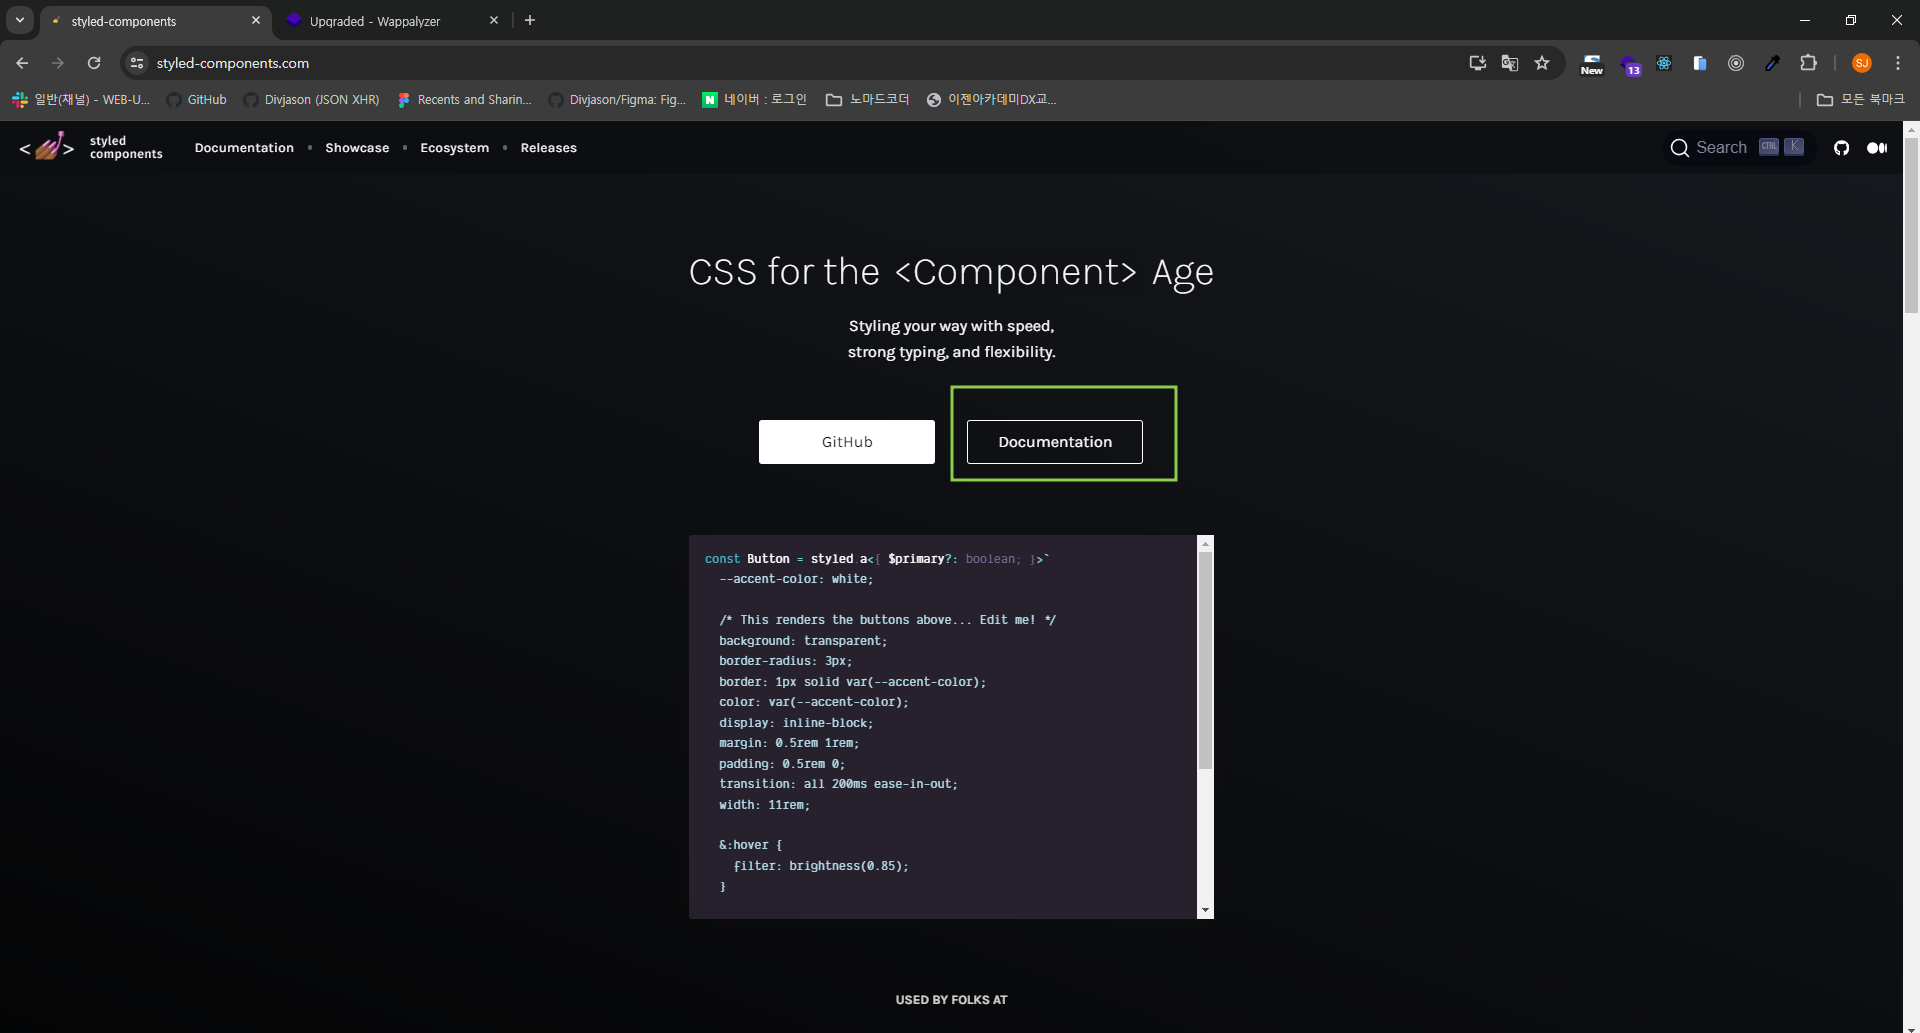 styled-components
Upgraded - Wappalyzer
styled-components.com
New
13
SJ
일반(채널) - WEB-U...
GitHub
Divjason (JSON XHR)
Recents and Sharin...
Divjason/Figma: Fig...
N
네이버 : 로그인
노마드코더
이젠아카데미DX교...
모든 북마크
styled
components
Documentation • Showcase • Ecosystem • Releases
Search
CTRL
K
CSS for the <Component> Age
Styling your way with speed,
strong typing, and flexibility.
GitHub
Documentation
const Button = styled.a<{ $primary?: boolean; }>`
--accent-color: white;
/* This renders the buttons above... Edit me! */
background: transparent;
border-radius: 3px;
border: 1px solid var(--accent-color);
color: var(--accent-color);
display: inline-block;
margin: 0.5rem 1rem;
padding: 0.5rem 0;
transition: all 200ms ease-in-out;
width: 11rem;
&:hover {
filter: brightness(0.85);
}
USED BY FOLKS AT